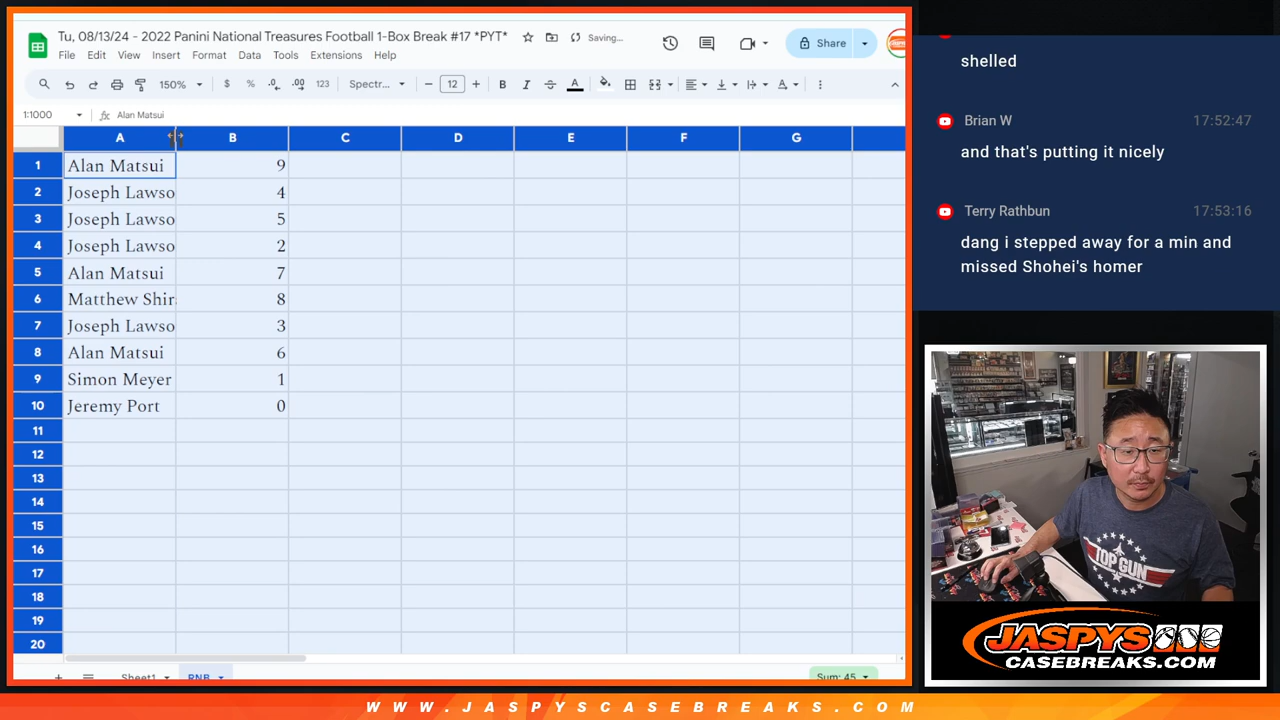 Tu, 08/13/24 - 2022 Panini National Treasures Football 1-Box Break #17 *PYT*
Saving...
File Edit View Insert Format Data Tools Extensions Help
Share
150% $ % .0 .00 123 Spectr... 12 B I A
1:1000 fx Alan Matsui
A B C D E F G
1 Alan Matsui 9
2 Joseph Lawso 4
3 Joseph Lawso 5
4 Joseph Lawso 2
5 Alan Matsui 7
6 Matthew Shir 8
7 Joseph Lawso 3
8 Alan Matsui 6
9 Simon Meyer 1
10 Jeremy Port 0
11
12
13
14
15
16
17
18
19
20
Sheet1 RNB Sum: 45
shelled
Brian W 17:52:47
and that's putting it nicely
Terry Rathbun 17:53:16
dang i stepped away for a min and
missed Shohei's homer
TOP GUN
JASPYS
CASEBREAKS.COM
WWW.JASPYSCASEBREAKS.COM